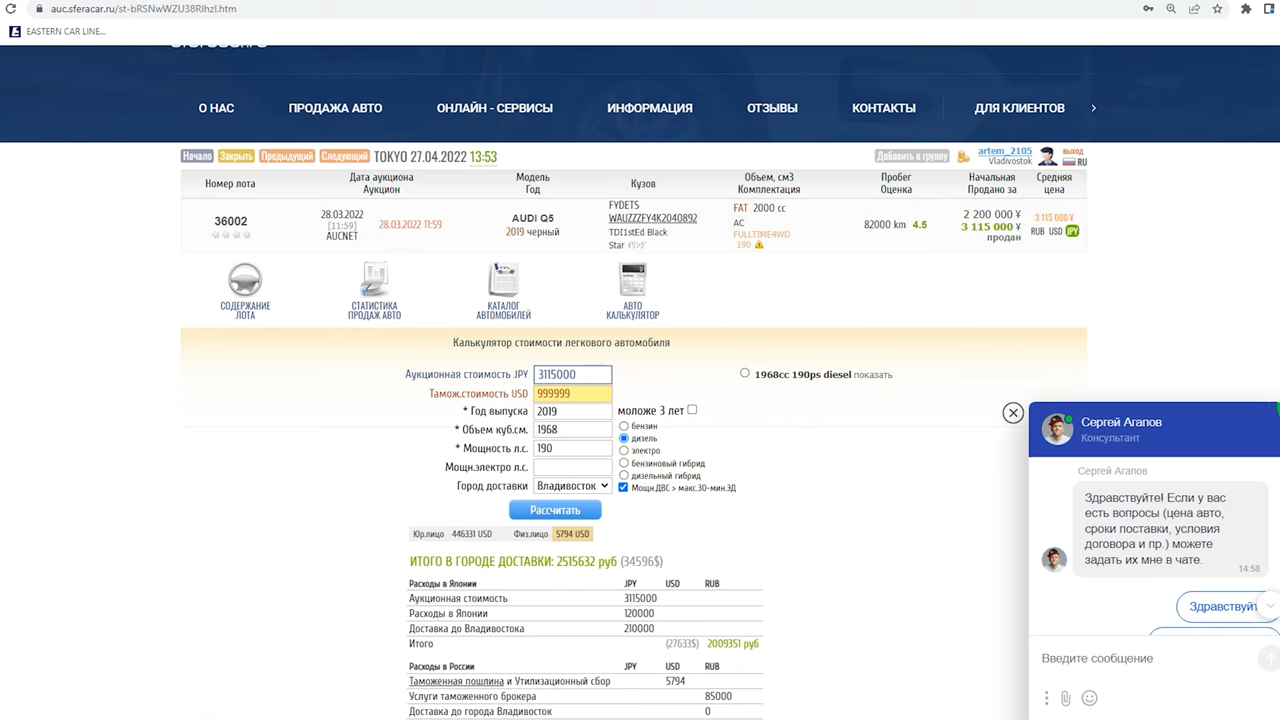 auc.sferacar.ru/st-bRSNwWZU38RIhzl.htm
EASTERN CAR LINE...
О НАС ПРОДАЖА АВТО ОНЛАЙН - СЕРВИСЫ ИНФОРМАЦИЯ ОТЗЫВЫ КОНТАКТЫ ДЛЯ КЛИЕНТОВ
Начало Закрыть Предыдущий Следующий TOKYO 27.04.2022 13:53 Добавить в группу artem_2105 выход
Vladivostok RU
Номер лота Дата аукциона Аукцион Модель Год Кузов Объем, см3 Комплектация Пробег Оценка Начальная Продано за Средняя цена
36002
28.03.2022
[11:59]
AUCNET
28.03.2022 11:59
AUDI Q5
2019 черный
FYDETS
WAUZZZFY4K2040892
TDI1stEd Black
Star
FAT 2000 cc
AC
FULLTIME4WD
190
82000 km 4.5
2 200 000 ¥
3 115 000 ¥
продан
3 115 000 ¥
RUB USD JPY
СОДЕРЖАНИЕ ЛОТА
СТАТИСТИКА ПРОДАЖ АВТО
КАТАЛОГ АВТОМОБИЛЕЙ
АВТО КАЛЬКУЛЯТОР
Калькулятор стоимости легкового автомобиля
Аукционная стоимость JPY 3115000
1968cc 190ps diesel показать
Тамож.стоимость USD 999999
* Год выпуска 2019 моложе 3 лет
* Объем куб.см. 1968
* Мощность л.с. 190
Мощн.электро л.с.
Город доставки Владивосток
бензин
дизель
электро
бензиновый гибрид
дизельный гибрид
Мощн.ДВС > макс.30-мин.ЭД
Рассчитать
Юр.лицо 446331 USD Физ.лицо 5794 USD
ИТОГО В ГОРОДЕ ДОСТАВКИ: 2515632 руб (34596$)
Расходы в Японии JPY USD RUB
Аукционная стоимость 3115000
Расходы в Японии 120000
Доставка до Владивостока 210000
Итого (27633$) 2009351 руб
Расходы в России JPY USD RUB
Таможенная пошлина и Утилизационный сбор 5794
Услуги таможенного брокера 85000
Доставка до города Владивосток 0
Сергей Агапов
Консультант
Сергей Агапов
Здравствуйте! Если у вас
есть вопросы (цена авто,
сроки поставки, условия
договора и пр.) можете
задать их мне в чате.
14:58
Здравствуйт
Введите сообщение